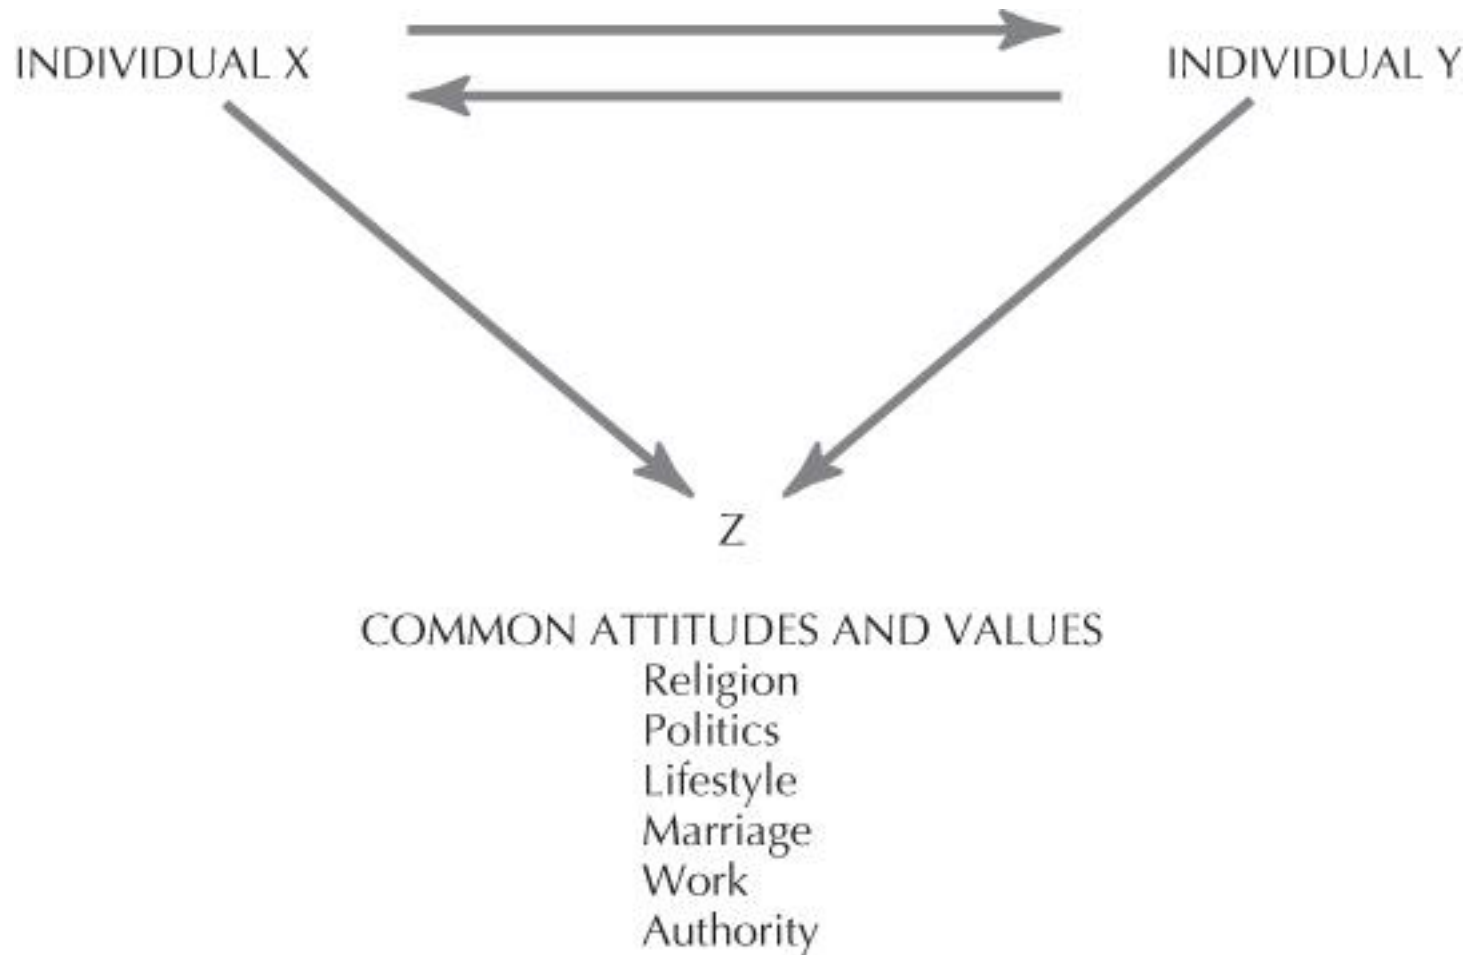 INDIVIDUAL X
INDIVIDUAL Y
Z
COMMON ATTITUDES AND VALUES
Religion
Politics
Lifestyle
Marriage
Work
Authority